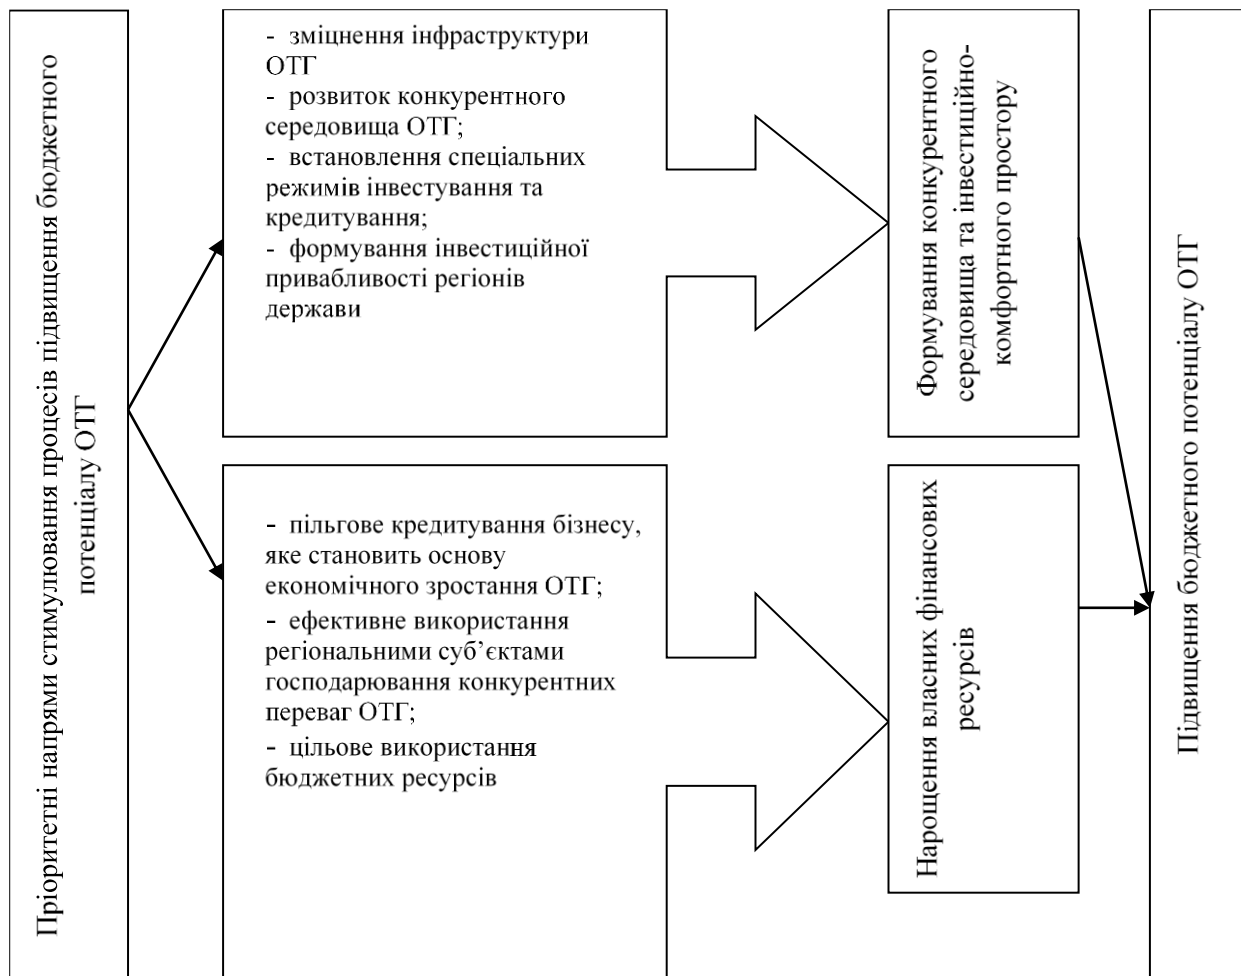 Пріоритетні напрями стимулювання процесів підвищення бюджетного
потенціалу ОТГ
- зміцнення інфраструктури
ОТГ
- розвиток конкурентного
середовища ОТГ;
- встановлення спеціальних
режимів інвестування та
кредитування;
- формування інвестиційної
привабливості регіонів
держави
- пільгове кредитування бізнесу,
яке становить основу
економічного зростання ОТГ;
- ефективне використання
регіональними суб’єктами
господарювання конкурентних
переваг ОТГ;
- цільове використання
бюджетних ресурсів
Формування конкурентного
середовища та інвестиційно-
комфортного простору
Нарощення власних фінансових
ресурсів
Підвищення бюджетного потенціалу ОТГ